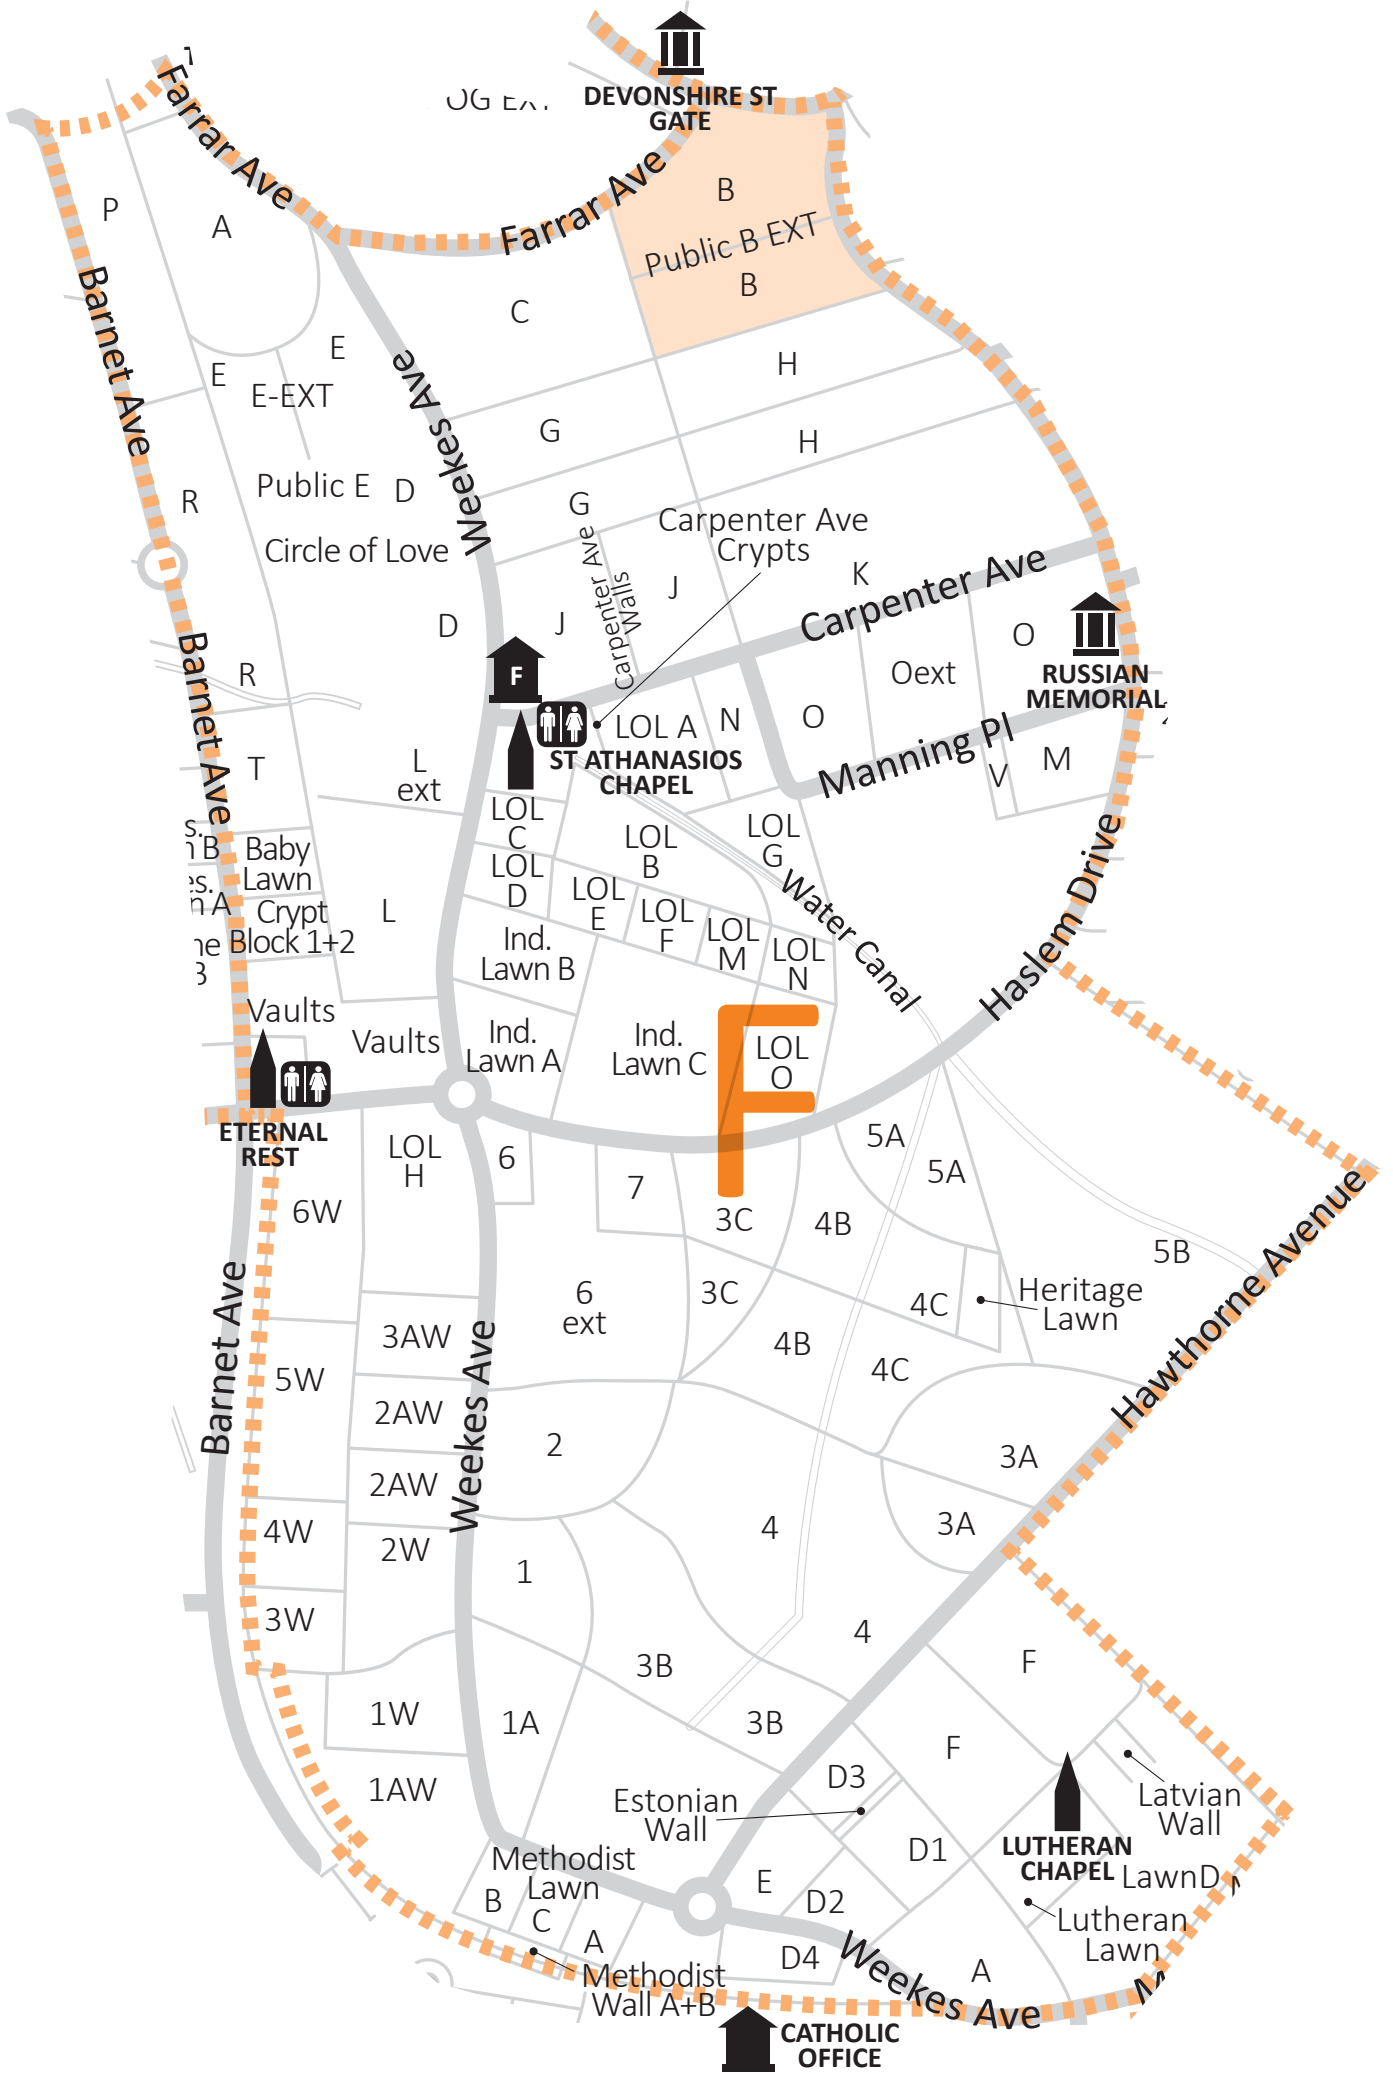 DEVONSHIRE ST
GATE
Farrar Ave
Farrar Ave
P
A
B
Public B EXT
B
C
Barnet Ave
E
E
E-EXT
Weekes Ave
H
G
H
R
Public E
D
G
Carpenter Ave
Crypts
Circle of Love
Carpenter Ave
Walls
J
K
Carpenter Ave
D
J
F
O
Oext
RUSSIAN
MEMORIAL
Barnet Ave
R
LOL A
N
O
ST ATHANASIOS
CHAPEL
Manning Pl
V
M
T
L
ext
LOL
C
LOL
B
LOL
G
Baby
Lawn
LOL
D
LOL
E
LOL
F
LOL
M
LOL
N
Water Canal
Haslem Drive
Crypt
Block 1+2
L
Ind.
Lawn B
Vaults
Vaults
Ind.
Lawn A
Ind.
Lawn C
F
LOL
O
ETERNAL
REST
LOL
H
6
7
5A
5A
6W
3C
4B
5B
Hawthorne Avenue
Barnet Ave
6
ext
3C
4C
Heritage
Lawn
3AW
Weekes Ave
4B
4C
5W
2AW
2
3A
2AW
4
3A
4W
2W
1
3W
4
3B
F
1W
1A
3B
F
1AW
D3
Estonian
Wall
Latvian
Wall
D1
LUTHERAN
CHAPEL
LawnD
Methodist
Lawn
B
C
A
E
D2
Lutheran
Lawn
D4
Weekes Ave
A
Methodist
Wall A+B
CATHOLIC
OFFICE